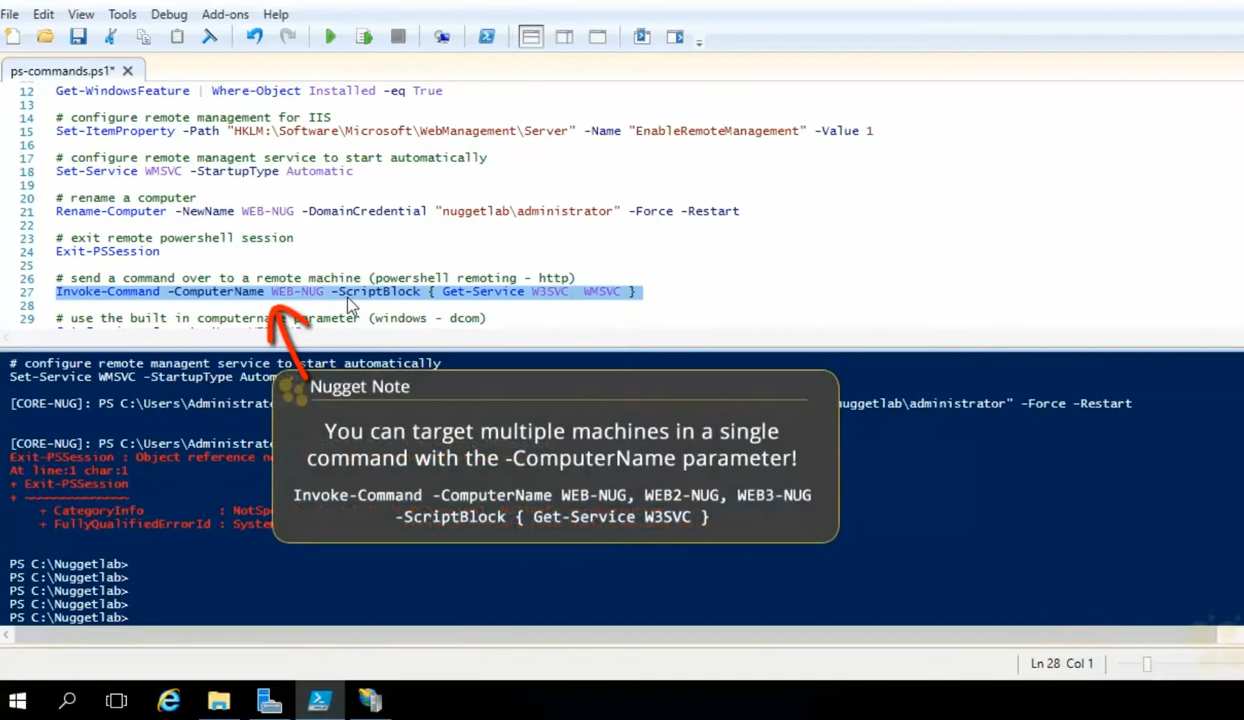 File Edit View Tools Debug Add-ons Help
ps-commands.ps1*
12 Get-WindowsFeature | Where-Object Installed -eq True
13
14 # configure remote management for IIS
15 Set-ItemProperty -Path "HKLM:\Software\Microsoft\WebManagement\Server" -Name "EnableRemoteManagement" -Value 1
16
17 # configure remote managent service to start automatically
18 Set-Service WMSVC -StartupType Automatic
19
20 # rename a computer
21 Rename-Computer -NewName WEB-NUG -DomainCredential "nuggetlab\administrator" -Force -Restart
22
23 # exit remote powershell session
24 Exit-PSSession
25
26 # send a command over to a remote machine (powershell remoting - http)
27 Invoke-Command -ComputerName WEB-NUG -ScriptBlock { Get-Service W3SVC WMSVC }
28
29 # use the built in computername parameter (windows - dcom)
# configure remote managent service to start automatically
Set-Service WMSVC -StartupType Autom
[CORE-NUG]: PS C:\Users\Administrat uggetlab\administrator" -Force -Restart
[CORE-NUG]: PS C:\Users\Administrat
Exit-PSSession : Object reference n
At line:1 char:1
+ Exit-PSSession
+ ~~~~~~~~~~~~~~
+ CategoryInfo : NotSp
+ FullyQualifiedErrorId : System
Nugget Note
You can target multiple machines in a single
command with the -ComputerName parameter!
Invoke-Command -ComputerName WEB-NUG, WEB2-NUG, WEB3-NUG
-ScriptBlock { Get-Service W3SVC }
PS C:\Nuggetlab>
PS C:\Nuggetlab>
PS C:\Nuggetlab>
PS C:\Nuggetlab>
PS C:\Nuggetlab>
Ln 28 Col 1